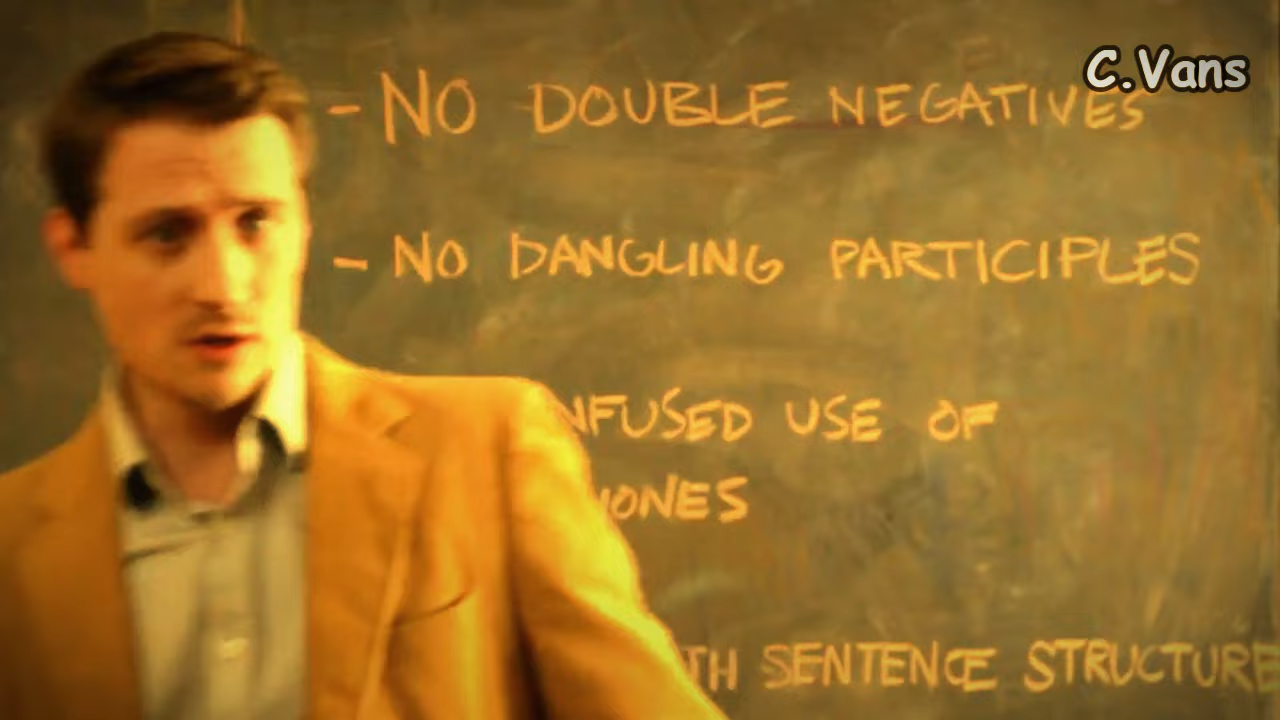 C.Vans
- NO DOUBLE NEGATIVES
- NO DANGLING PARTICIPLES
NFUSED USE OF
ONES
TH SENTENCE STRUCTURE